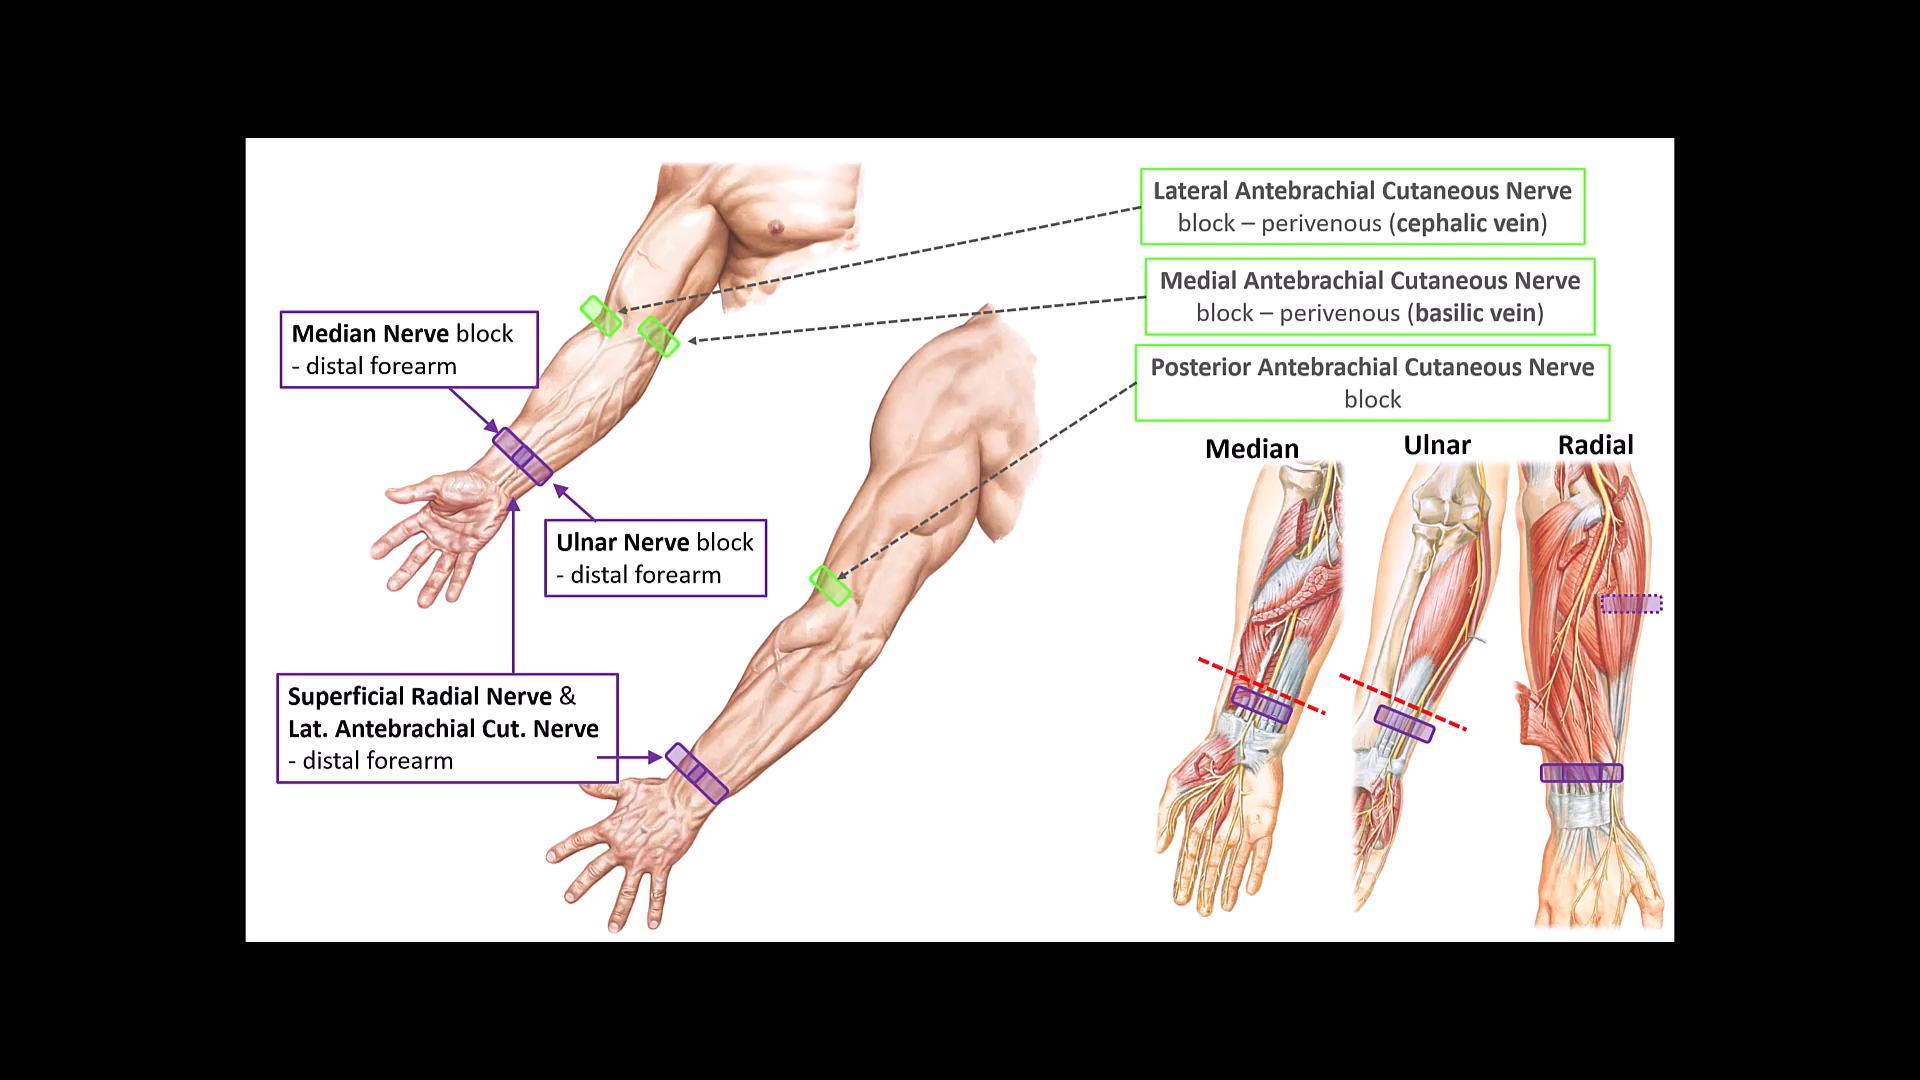 Lateral Antebrachial Cutaneous Nerve
block – perivenous (cephalic vein)
Medial Antebrachial Cutaneous Nerve
block – perivenous (basilic vein)
Posterior Antebrachial Cutaneous Nerve
block
Median Nerve block
- distal forearm
Ulnar Nerve block
- distal forearm
Superficial Radial Nerve &
Lat. Antebrachial Cut. Nerve
- distal forearm
Median
Ulnar
Radial